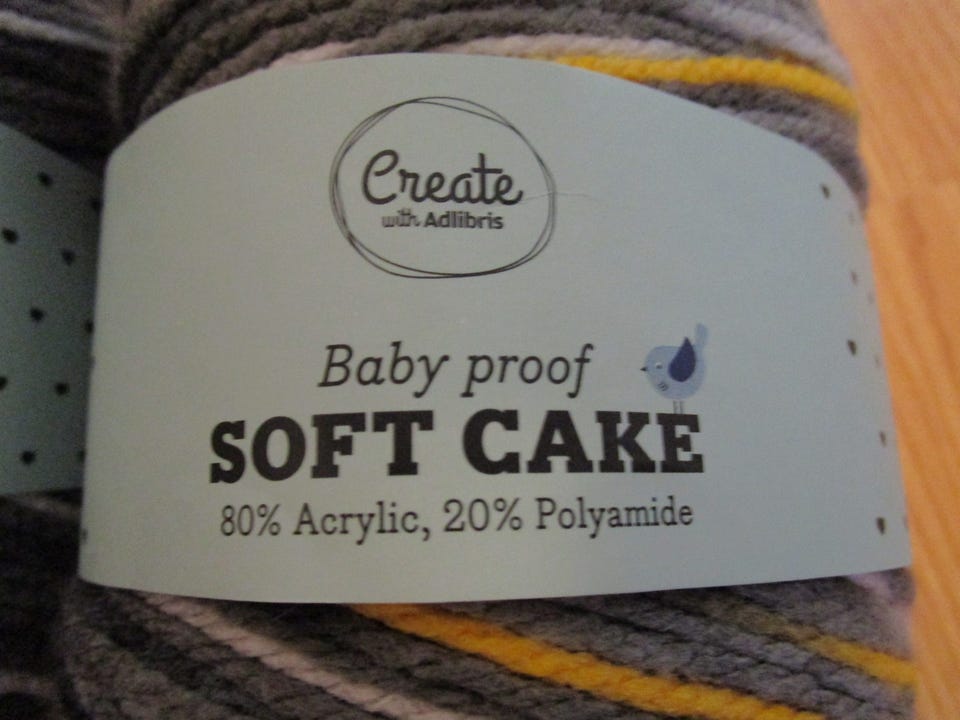 Create
with Adlibris
Baby proof
SOFT CAKE
80% Acrylic, 20% Polyamide